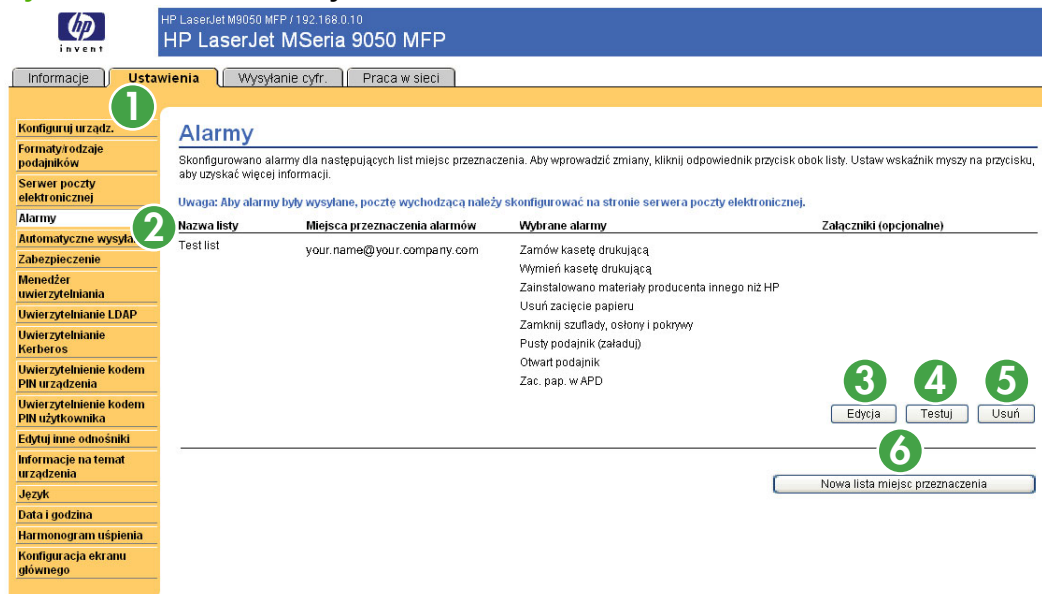 hp
invent
HP LaserJet M9050 MFP / 192.168.0.10
HP LaserJet MSeria 9050 MFP
Informacje
Ustawienia
Wysyłanie cyfr.
Praca w sieci
1
Konfiguruj urządz.
Formaty/rodzaje
podajników
Serwer poczty
elektronicznej
Alarmy
2
Automatyczne
Zabezpieczenie
Menedżer
uwierzytelniania
Uwierzytelnianie LDAP
Uwierzytelnianie
Kerberos
Uwierzytelnienie kodem
PIN urządzenia
Uwierzytelnienie kodem
PIN użytkownika
Edytuj inne odnośniki
Informacje na temat
urządzenia
Język
Data i godzina
Harmonogram uśpienia
Konfiguracja ekranu
głównego
Alarmy
Skonfigurowano alarmy dla następujących list miejsc przeznaczenia. Aby wprowadzić zmiany, kliknij odpowiednik przycisk obok listy. Ustaw wskaźnik myszy na przycisku,
aby uzyskać więcej informacji.
Uwaga: Aby alarmy były wysyłane, pocztę wychodzącą należy skonfigurować na stronie serwera poczty elektronicznej.
Nazwa listy Miejsca przeznaczenia alarmów Wybrane alarmy Załączniki (opcjonalne)
Test list your.name@your.company.com Zamów kasetę drukującą
Wymień kasetę drukującą
Zainstalowano materiały producenta innego niż HP
Usuń zacięcie papieru
Zamknij szuflady, osłony i pokrywy
Pusty podajnik (załaduj)
Otwart podajnik
Zac. pap. w APD
3 4 5
Edycja Testuj Usuń
6
Nowa lista miejsc przeznaczenia